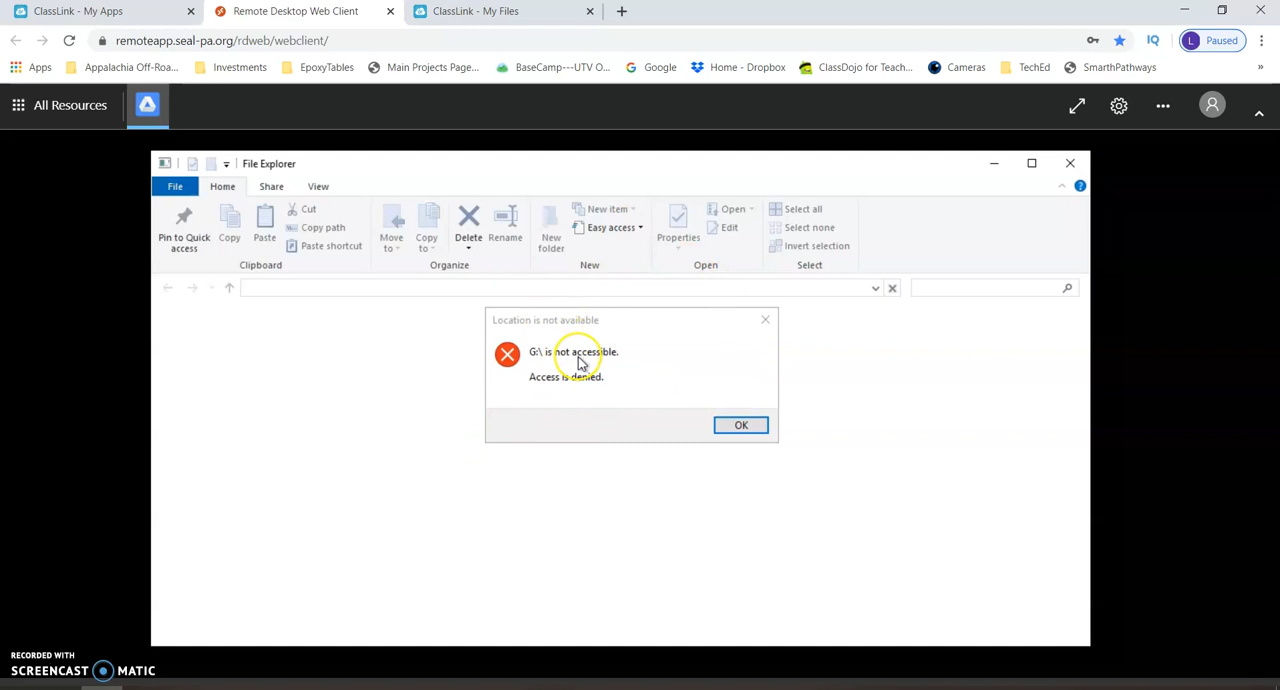 ClassLink - My Apps
Remote Desktop Web Client
ClassLink - My Files
remoteapp.seal-pa.org/rdweb/webclient/
IQ
L Paused
Apps
Appalachia Off-Roa...
Investments
EpoxyTables
Main Projects Page...
BaseCamp---UTV O...
Google
Home - Dropbox
ClassDojo for Teach...
Cameras
TechEd
SmarthPathways
»
All Resources
File Explorer
File Home Share View
Pin to Quick access
Copy
Paste
Cut
Copy path
Paste shortcut
Clipboard
Move to
Copy to
Delete
Rename
Organize
New folder
New item
Easy access
New
Properties
Open
Edit
Open
Select all
Select none
Invert selection
Select
Location is not available
G:\ is not accessible.
Access is denied.
OK
RECORDED WITH
SCREENCAST MATIC